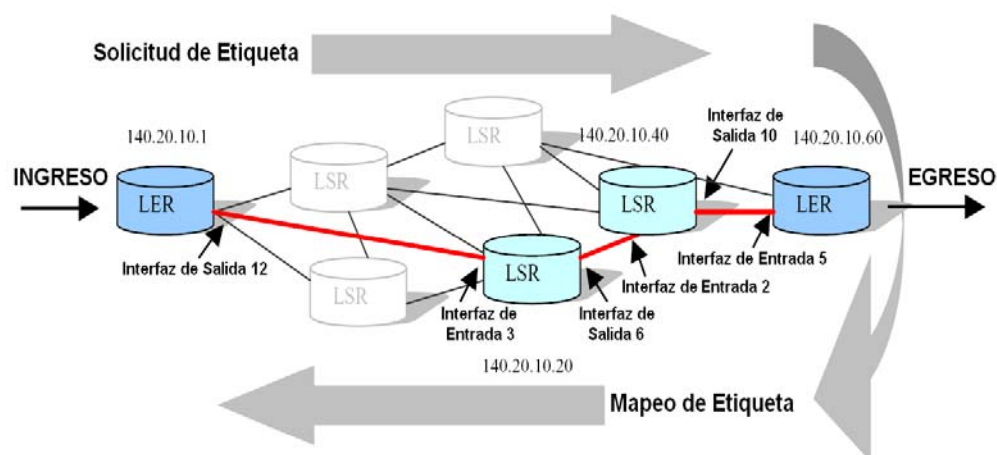 Solicitud de Etiqueta
140.20.10.1
LSR
140.20.10.40
Interfaz de
Salida 10
140.20.10.60
INGRESO
LER
LSR
LSR
LER
EGRESO
Interfaz de Salida 12
LSR
LSR
Interfaz de Entrada 5
Interfaz de Entrada 2
Interfaz de
Entrada 3
Interfaz de
Salida 6
140.20.10.20
Mapeo de Etiqueta